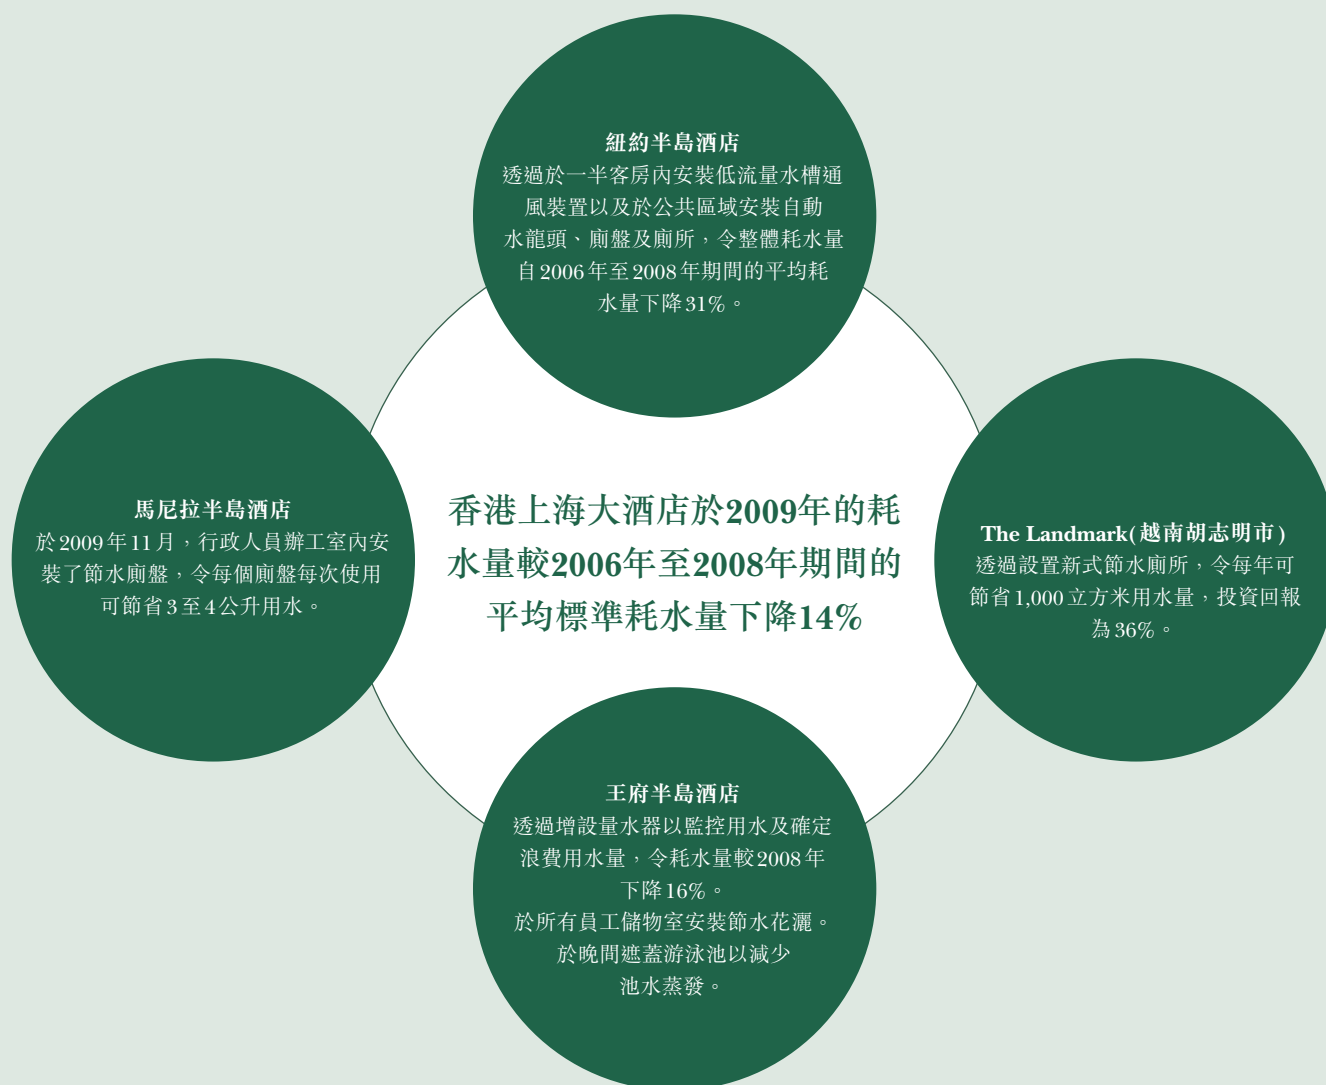 紐約半島酒店
透過於一半客房內安裝低流量水槽通
風裝置以及於公共區域安裝自動
水龍頭、廁盤及廁所，令整體耗水量
自2006年至2008年期間的平均耗
水量下降31%。
馬尼拉半島酒店
於2009年11月，行政人員辦工室內安
裝了節水廁盤，令每個廁盤每次使用
可節省3至4公升用水。
香港上海大酒店於2009年的耗
水量較2006年至2008年期間的
平均標準耗水量下降14%
The Landmark(越南胡志明市)
透過設置新式節水廁所，令每年可
節省1,000立方米用水量，投資回報
為36%。
王府半島酒店
透過增設量水器以監控用水及確定
浪費用水量，令耗水量較2008年
下降16%。
於所有員工儲物室安裝節水花灑。
於晚間遮蓋游泳池以減少
池水蒸發。